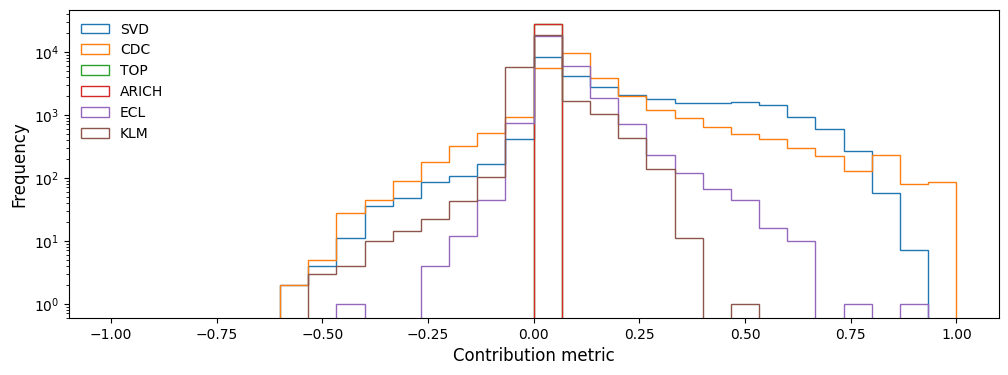 SVD
CDC
TOP
ARICH
ECL
KLM
Frequency
10⁴
10³
10²
10¹
10⁰
−1.00 −0.75 −0.50 −0.25 0.00 0.25 0.50 0.75 1.00
Contribution metric